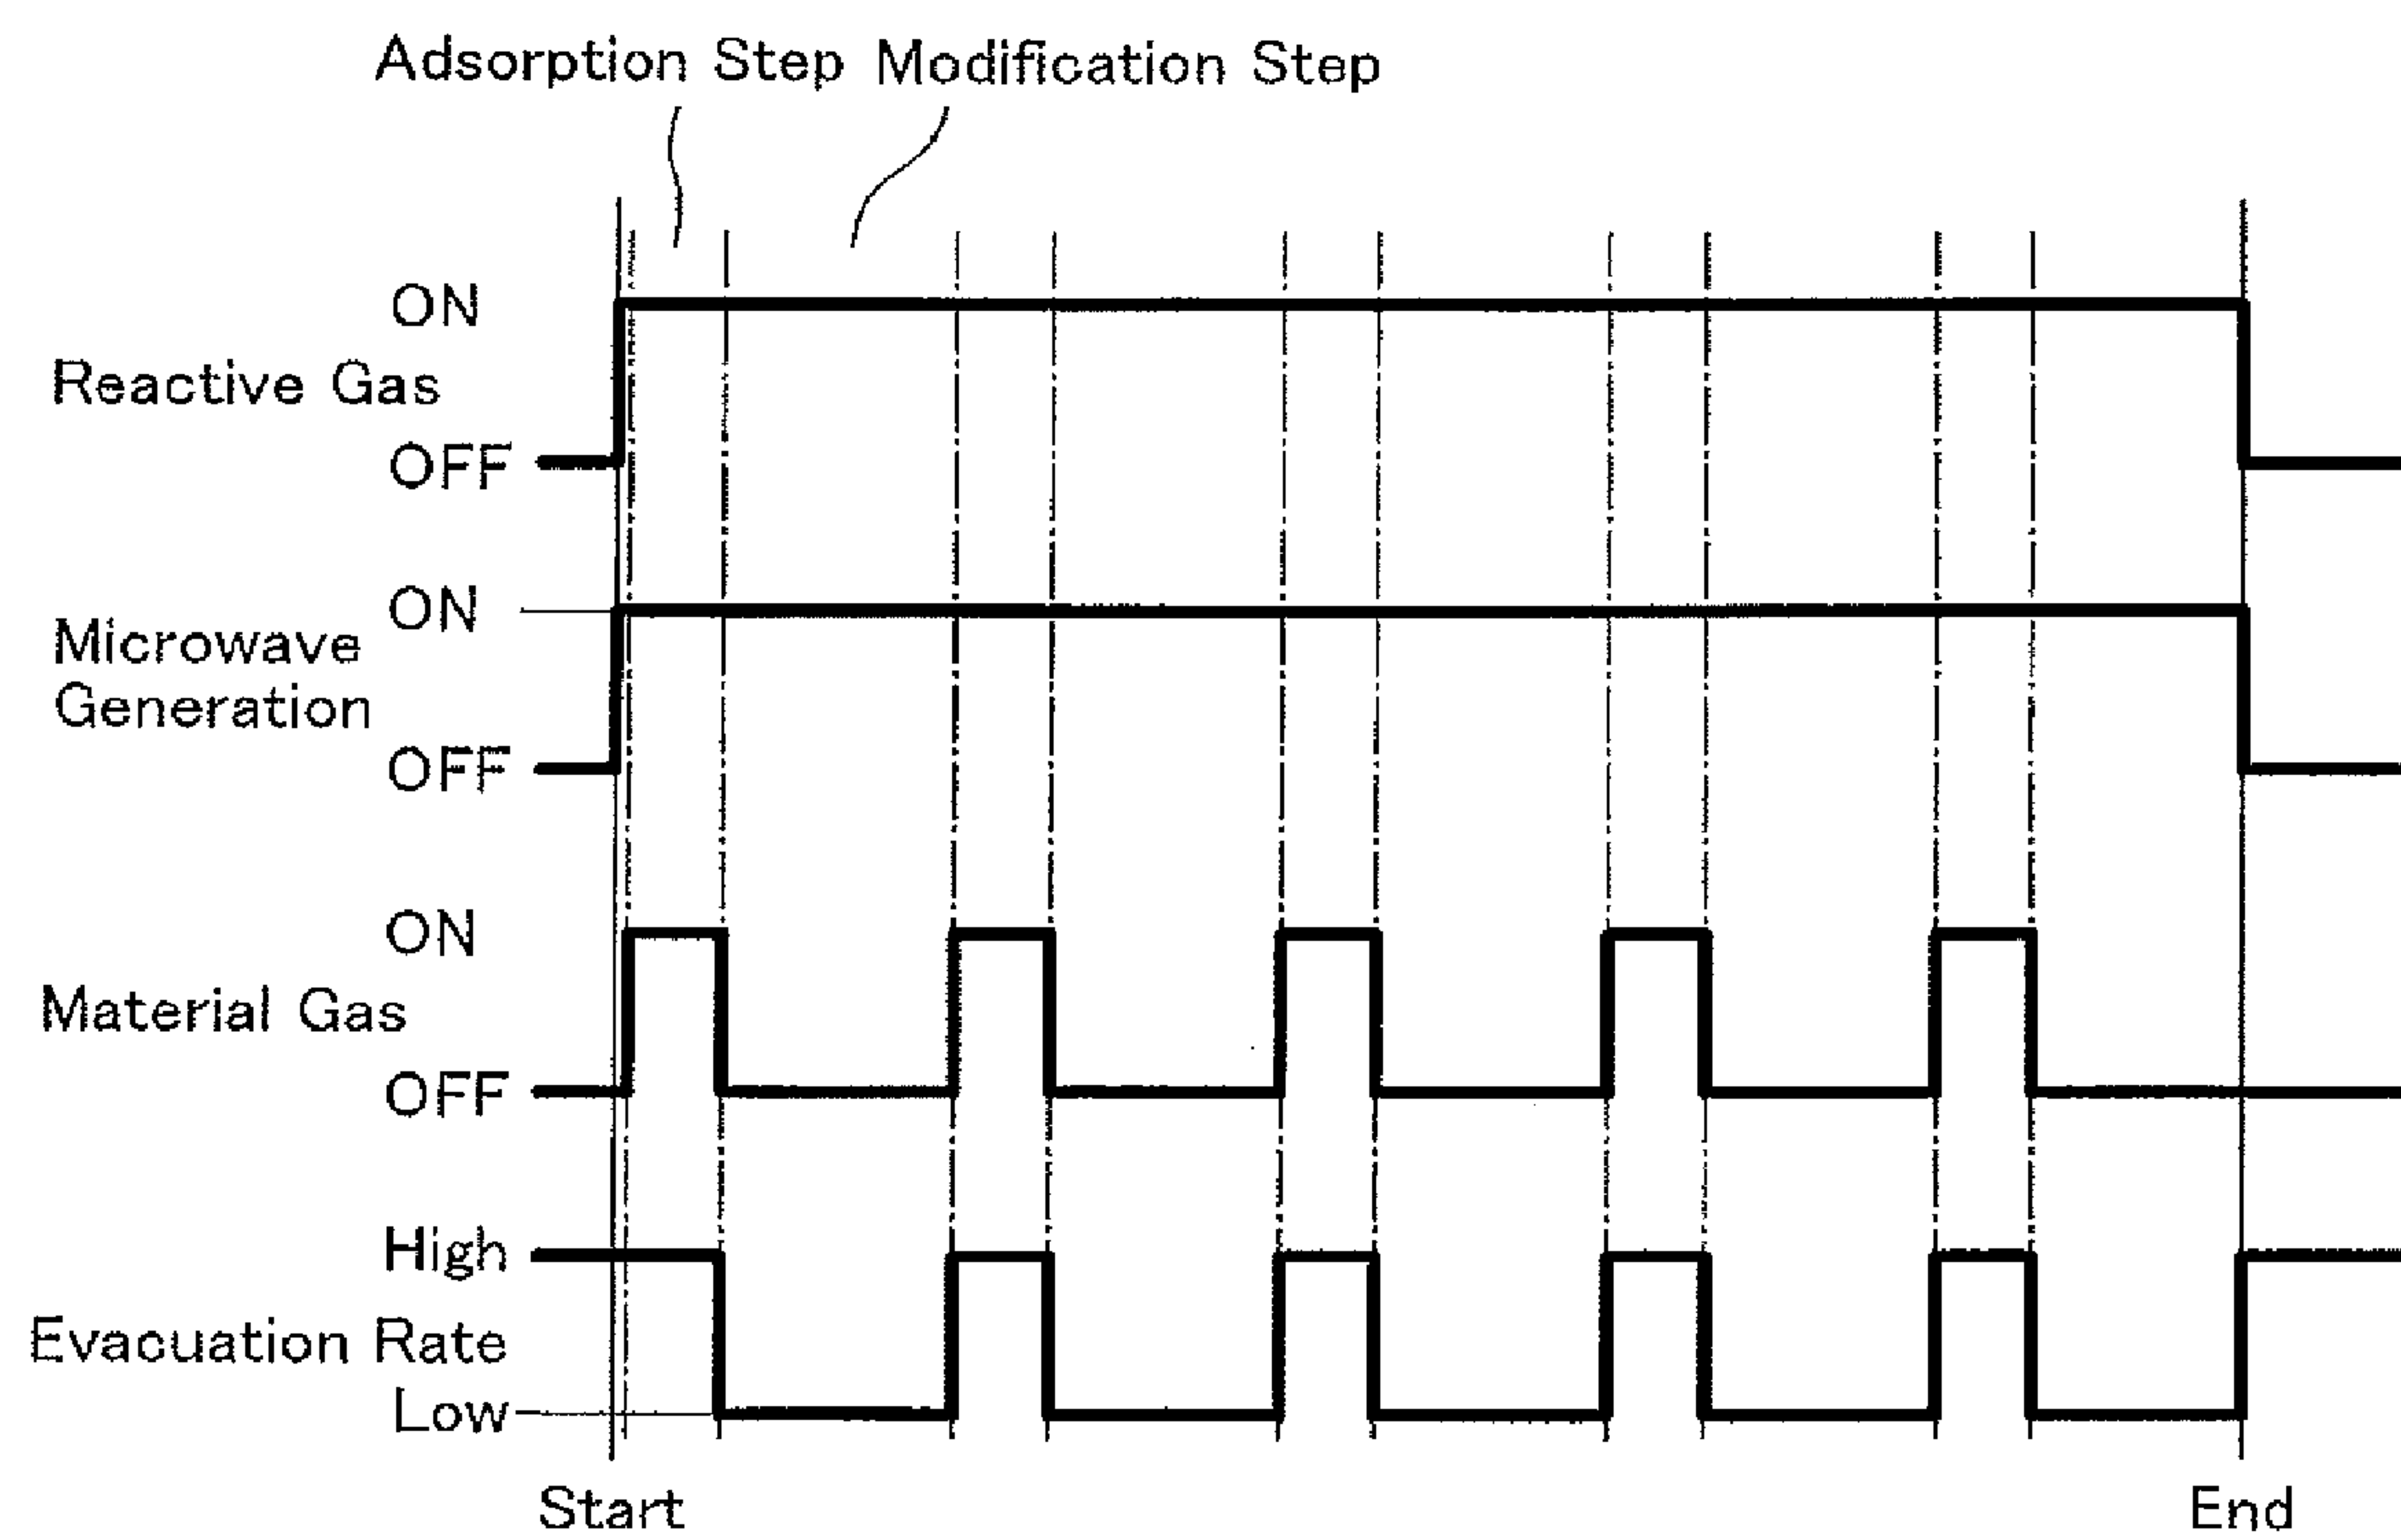 Adsorption Step Modification Step
ON
Reactive Gas
OFF
ON
Microwave
Generation
OFF
ON
Material Gas
OFF
High
Evacuation Rate
Low
Start End